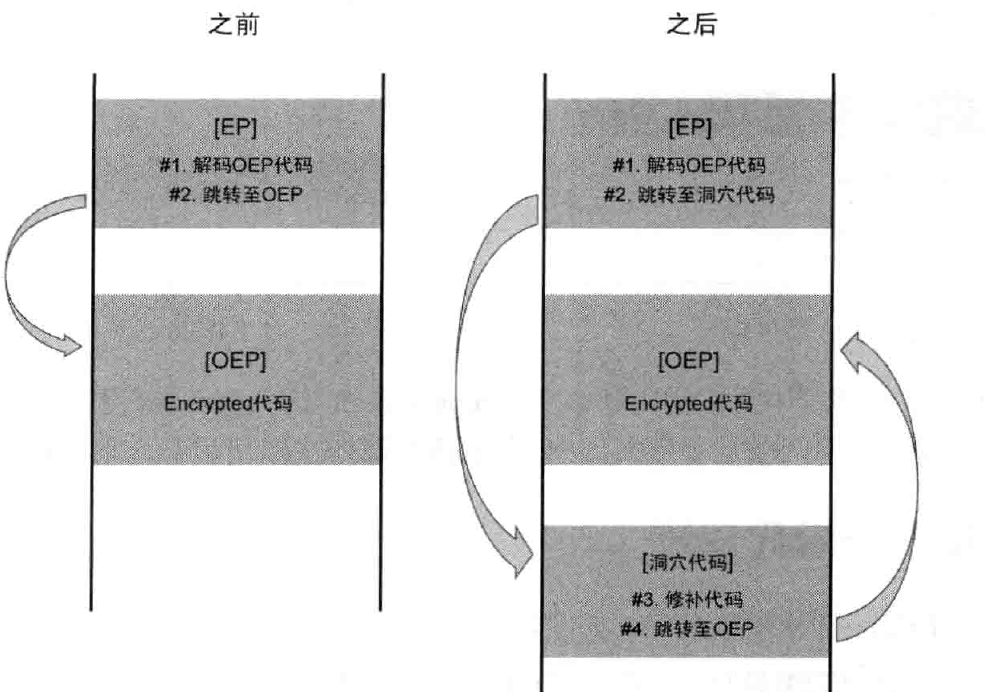 之前
[EP]
#1. 解码OEP代码
#2. 跳转至OEP
[OEP]
Encrypted代码
之后
[EP]
#1. 解码OEP代码
#2. 跳转至洞穴代码
[OEP]
Encrypted代码
[洞穴代码]
#3. 修补代码
#4. 跳转至OEP